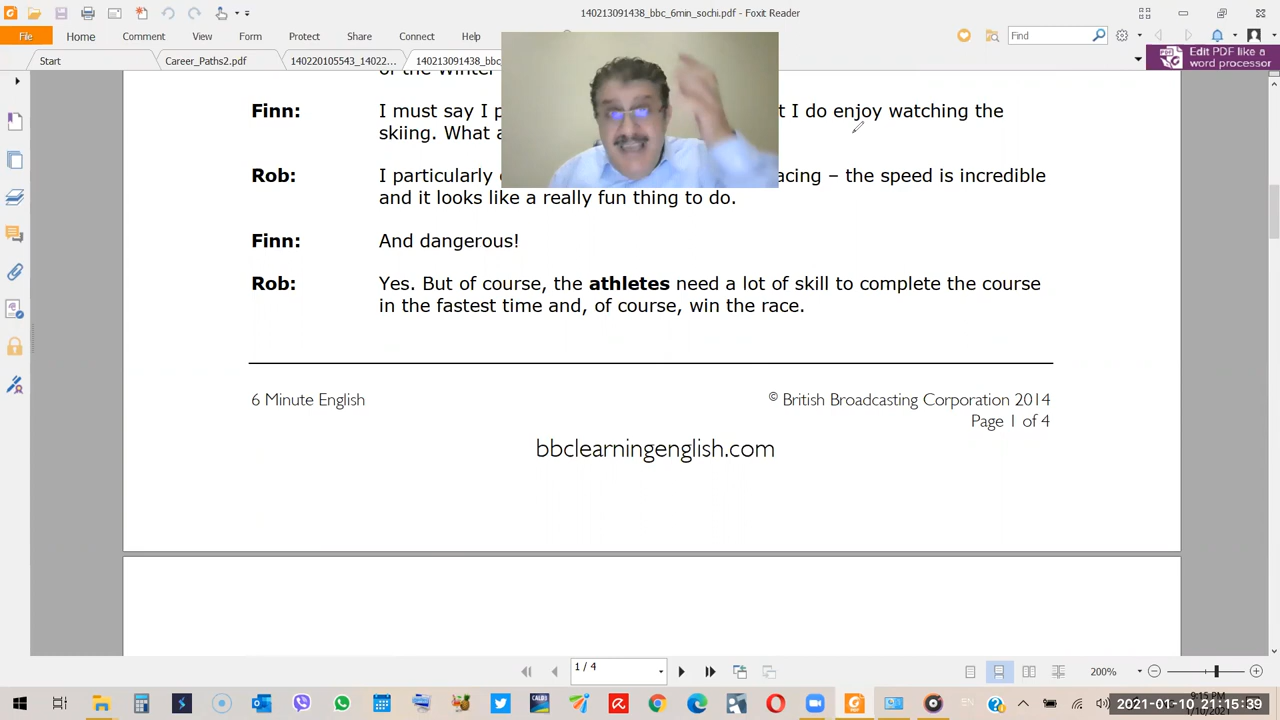 140213091438_bbc_6min_sochi.pdf - Foxit Reader
File Home Comment View Form Protect Share Connect Help Find
Edit PDF like a
word processor
Start Career_Paths2.pdf 140220105543_14022... 140213091438_bbc
of the Winter
Finn: I must say I p t I do enjoy watching the
skiing. What a
Rob: I particularly acing – the speed is incredible
and it looks like a really fun thing to do.
Finn: And dangerous!
Rob: Yes. But of course, the athletes need a lot of skill to complete the course
in the fastest time and, of course, win the race.
6 Minute English © British Broadcasting Corporation 2014
Page 1 of 4
bbclearningenglish.com
1 / 4 200%
2021-01-10 21:15:39